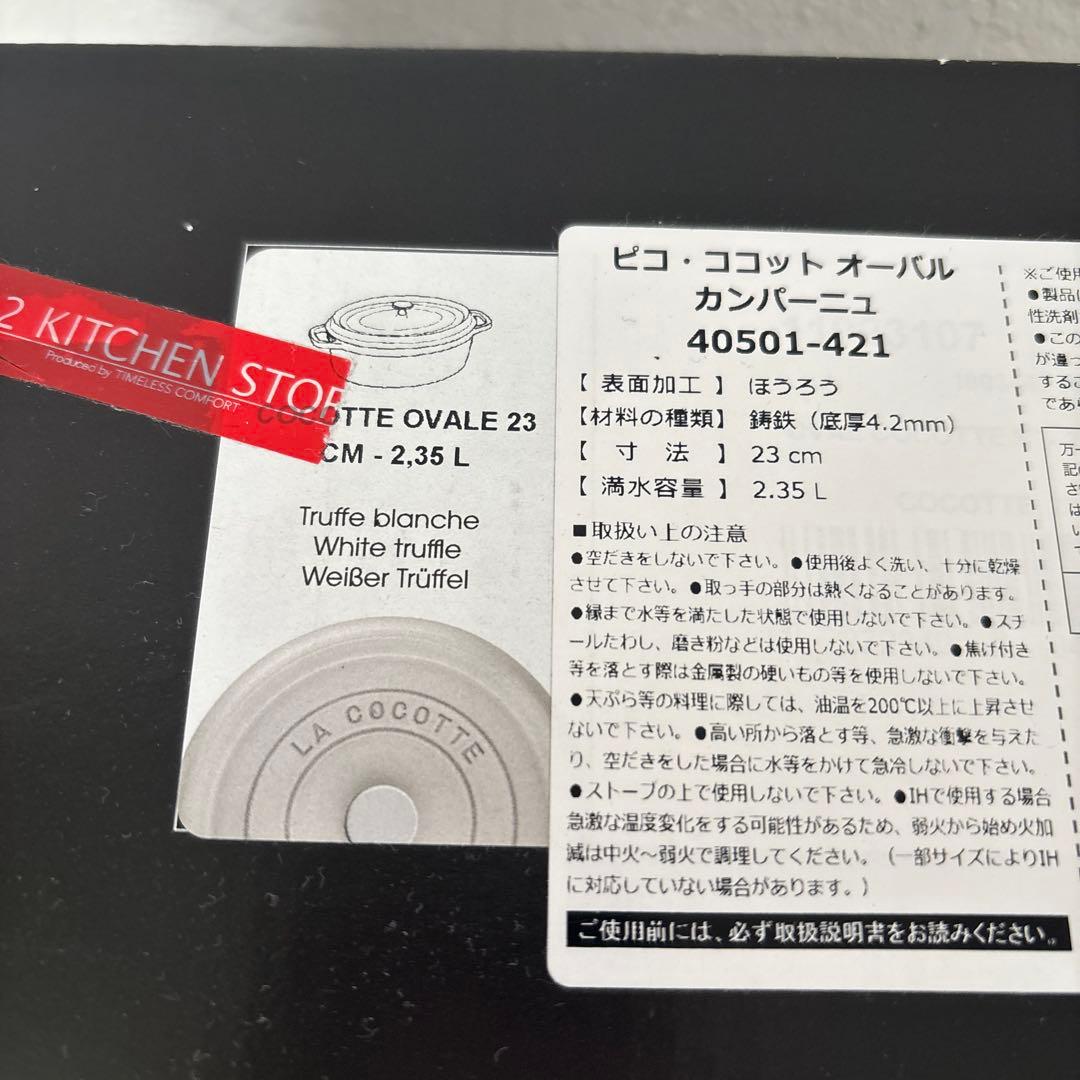 2 KITCHEN STOR
Produced by TIMELESS COMFORT
COCOTTE OVALE 23
CM - 2,35 L
Truffe blanche
White truffle
Weißer Trüffel
LA COCOTTE
ピコ・ココット オーバル
カンパーニュ
40501-421
【 表面加工 】 ほうろう
【材料の種類】 鋳鉄（底厚4.2mm）
【 寸 法 】 23 cm
【 満水容量 】 2.35 L
■取扱い上の注意
●空だきをしないで下さい。●使用後よく洗い、十分に乾燥
させて下さい。●取っ手の部分は熱くなることがあります。
●縁まで水等を満たした状態で使用しないで下さい。●スチ
ールたわし、磨き粉などは使用しないで下さい。●焦げ付き
等を落とす際は金属製の硬いもの等を使用しないで下さい。
●天ぷら等の料理に際しては、油温を200℃以上に上昇させ
ないで下さい。●高い所から落とす等、急激な衝撃を与えた
り、空だきをした場合に水等をかけて急冷しないで下さい。
●ストーブの上で使用しないで下さい。●IHで使用する場合
急激な温度変化をする可能性があるため、弱火から始め火加
減は中火～弱火で調理してください。（一部サイズによりIH
に対応していない場合があります。）
ご使用前には、必ず取扱説明書をお読みください。
※ご使用
●製品に
性洗剤
●この
が違っ
するこ
であら
万一
記の